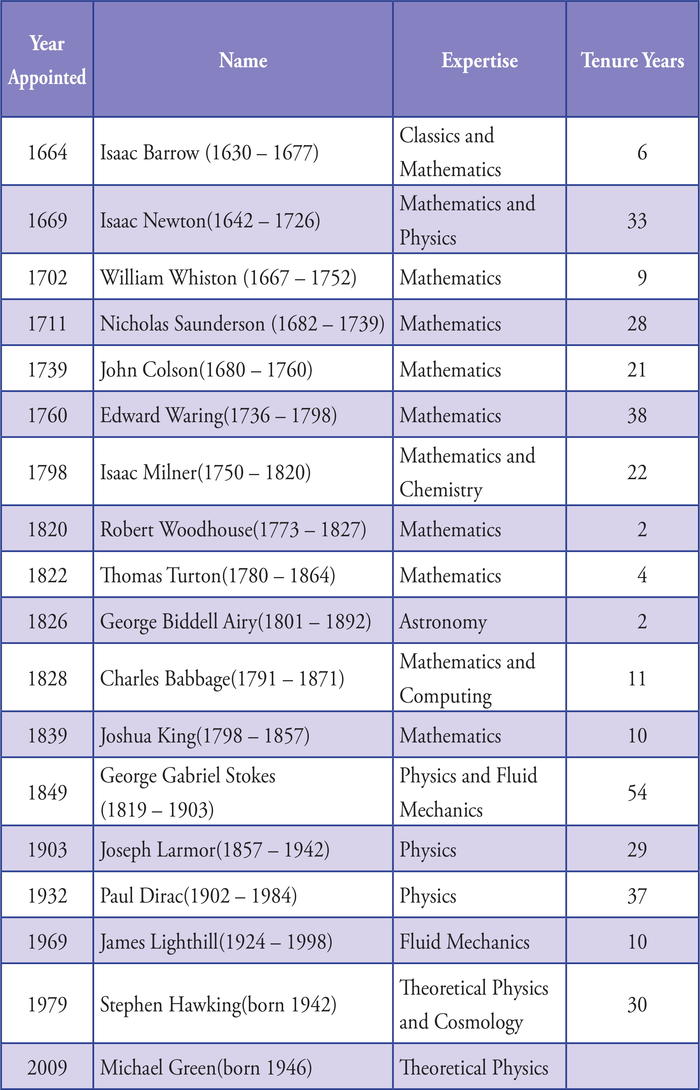 Year
Appointed
Name
Expertise
Tenure Years
1664
Isaac Barrow (1630 – 1677)
Classics and
Mathematics
6
1669
Isaac Newton(1642 – 1726)
Mathematics and
Physics
33
1702
William Whiston (1667 – 1752)
Mathematics
9
1711
Nicholas Saunderson (1682 – 1739)
Mathematics
28
1739
John Colson(1680 – 1760)
Mathematics
21
1760
Edward Waring(1736 – 1798)
Mathematics
38
1798
Isaac Milner(1750 – 1820)
Mathematics and
Chemistry
22
1820
Robert Woodhouse(1773 – 1827)
Mathematics
2
1822
Thomas Turton(1780 – 1864)
Mathematics
4
1826
George Biddell Airy(1801 – 1892)
Astronomy
2
1828
Charles Babbage(1791 – 1871)
Mathematics and
Computing
11
1839
Joshua King(1798 – 1857)
Mathematics
10
1849
George Gabriel Stokes
(1819 – 1903)
Physics and Fluid
Mechanics
54
1903
Joseph Larmor(1857 – 1942)
Physics
29
1932
Paul Dirac(1902 – 1984)
Physics
37
1969
James Lighthill(1924 – 1998)
Fluid Mechanics
10
1979
Stephen Hawking(born 1942)
Theoretical Physics
and Cosmology
30
2009
Michael Green(born 1946)
Theoretical Physics